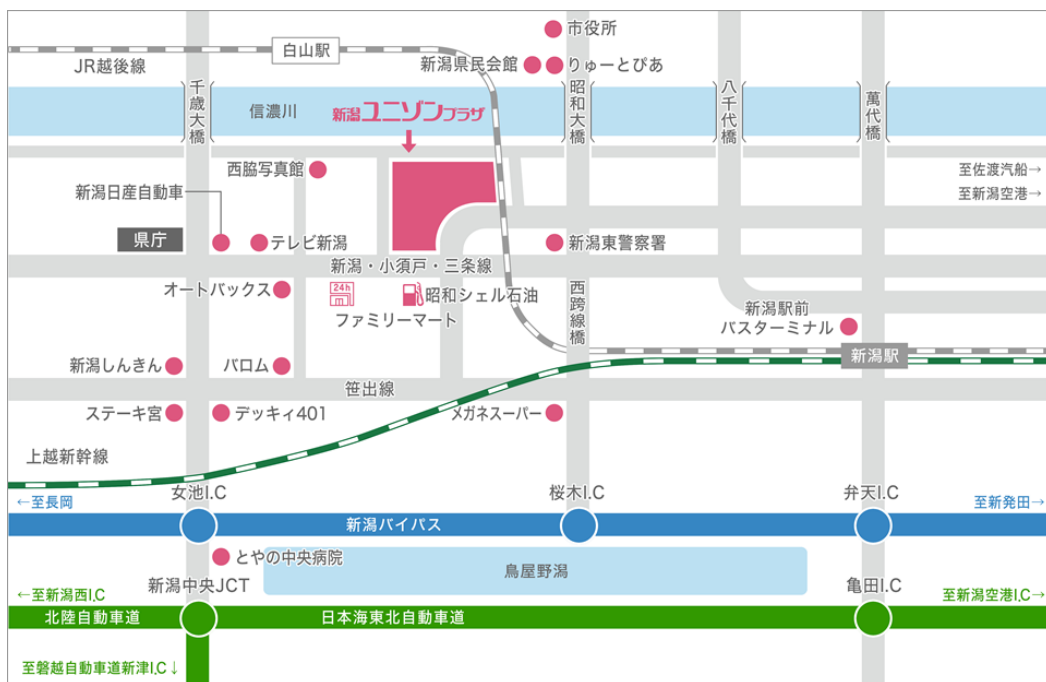 市役所
白山駅
新潟県民会館
りゅーとぴあ
JR越後線
千歳大橋
信濃川
新潟ユニゾンプラザ
昭和大橋
八千代橋
萬代橋
西脇写真館
至佐渡汽船→
新潟日産自動車
至新潟空港→
県庁
テレビ新潟
新潟東警察署
新潟・小須戸・三条線
オートバックス
24h
昭和シェル石油
ファミリーマート
西跨線橋
新潟駅前
バスターミナル
新潟駅
新潟しんきん
バロム
笹出線
ステーキ宮
デッキィ401
メガネスーパー
上越新幹線
女池I.C
桜木I.C
弁天I.C
←至長岡
至新発田→
新潟バイパス
とやの中央病院
鳥屋野潟
新潟中央JCT
亀田I.C
←至新潟西I.C
至新潟空港I.C→
北陸自動車道
日本海東北自動車道
至磐越自動車道新津I.C↓